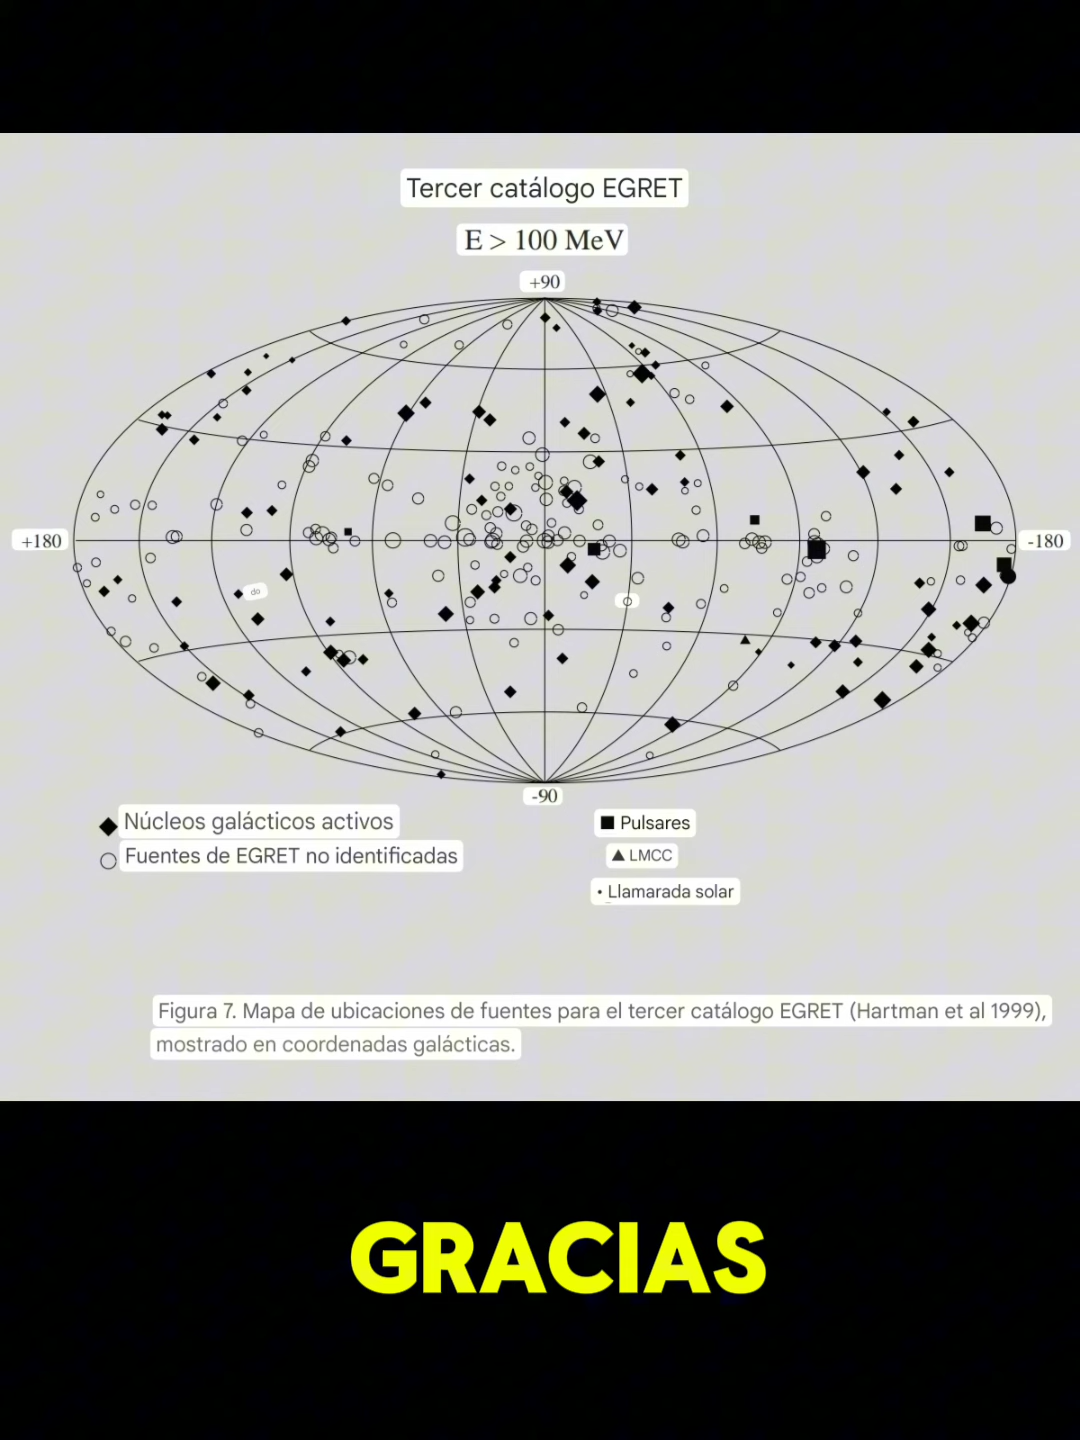 Tercer catálogo EGRET
E > 100 MeV
+90
+180
-180
do
-90
◆ Núcleos galácticos activos
○ Fuentes de EGRET no identificadas
■ Pulsares
▲ LMCC
• Llamarada solar
Figura 7. Mapa de ubicaciones de fuentes para el tercer catálogo EGRET (Hartman et al 1999),
mostrado en coordenadas galácticas.
GRACIAS